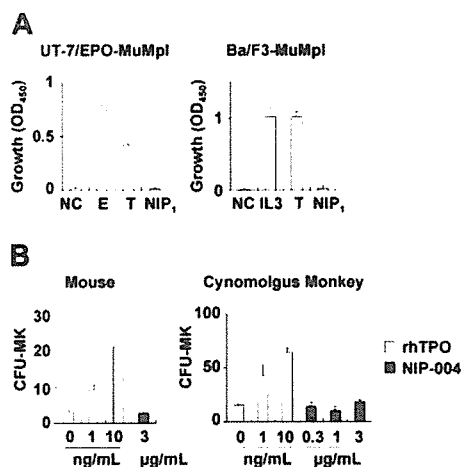 A
UT-7/EPO-MuMpl
Growth (OD450)
1
0.5
0
NC E T NIP1
Ba/F3-MuMpl
Growth (OD450)
1
0.5
0
NC IL3 T NIP1
B
Mouse
CFU-MK
30
20
10
0
0 1 10 3
ng/mL µg/mL
Cynomolgus Monkey
CFU-MK
100
50
0
0 1 10 0.3 1 3
ng/mL µg/mL
rhTPO
NIP-004